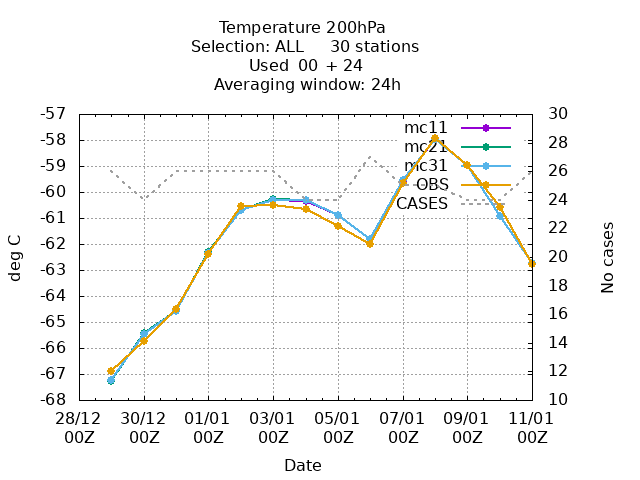 Temperature 200hPa
Selection: ALL 30 stations
Used 00 + 24
Averaging window: 24h
-57 30
-58 28
-59 26
-60 24
-61 22
-62 20
-63 18
-64 16
-65 14
-66 12
-67 10
-68
mc11
mc21
mc31
OBS
CASES
deg C
No cases
28/12 30/12 01/01 03/01 05/01 07/01 09/01 11/01
00Z 00Z 00Z 00Z 00Z 00Z 00Z 00Z
Date